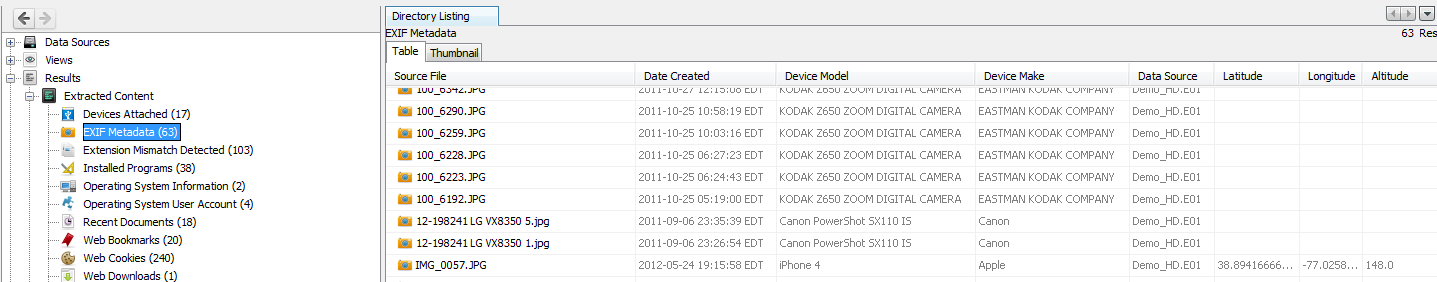 Directory Listing
EXIF Metadata 63 Res
Table Thumbnail
Data Sources
Views
Results
Extracted Content
Devices Attached (17)
EXIF Metadata (63)
Extension Mismatch Detected (103)
Installed Programs (38)
Operating System Information (2)
Operating System User Account (4)
Recent Documents (18)
Web Bookmarks (20)
Web Cookies (240)
Web Downloads (1)
Source File Date Created Device Model Device Make Data Source Latitude Longitude Altitude
100_6342.JPG 2011-10-27 12:15:08 EDT KODAK Z650 ZOOM DIGITAL CAMERA EASTMAN KODAK COMPANY Demo_HD.E01
100_6290.JPG 2011-10-25 10:58:19 EDT KODAK Z650 ZOOM DIGITAL CAMERA EASTMAN KODAK COMPANY Demo_HD.E01
100_6259.JPG 2011-10-25 10:03:16 EDT KODAK Z650 ZOOM DIGITAL CAMERA EASTMAN KODAK COMPANY Demo_HD.E01
100_6228.JPG 2011-10-25 06:27:23 EDT KODAK Z650 ZOOM DIGITAL CAMERA EASTMAN KODAK COMPANY Demo_HD.E01
100_6223.JPG 2011-10-25 06:24:43 EDT KODAK Z650 ZOOM DIGITAL CAMERA EASTMAN KODAK COMPANY Demo_HD.E01
100_6192.JPG 2011-10-25 05:19:00 EDT KODAK Z650 ZOOM DIGITAL CAMERA EASTMAN KODAK COMPANY Demo_HD.E01
12-198241 LG VX8350 5.jpg 2011-09-06 23:35:39 EDT Canon PowerShot SX110 IS Canon Demo_HD.E01
12-198241 LG VX8350 1.jpg 2011-09-06 23:26:54 EDT Canon PowerShot SX110 IS Canon Demo_HD.E01
IMG_0057.JPG 2012-05-24 19:15:58 EDT iPhone 4 Apple Demo_HD.E01 38.89416666... -77.0258... 148.0